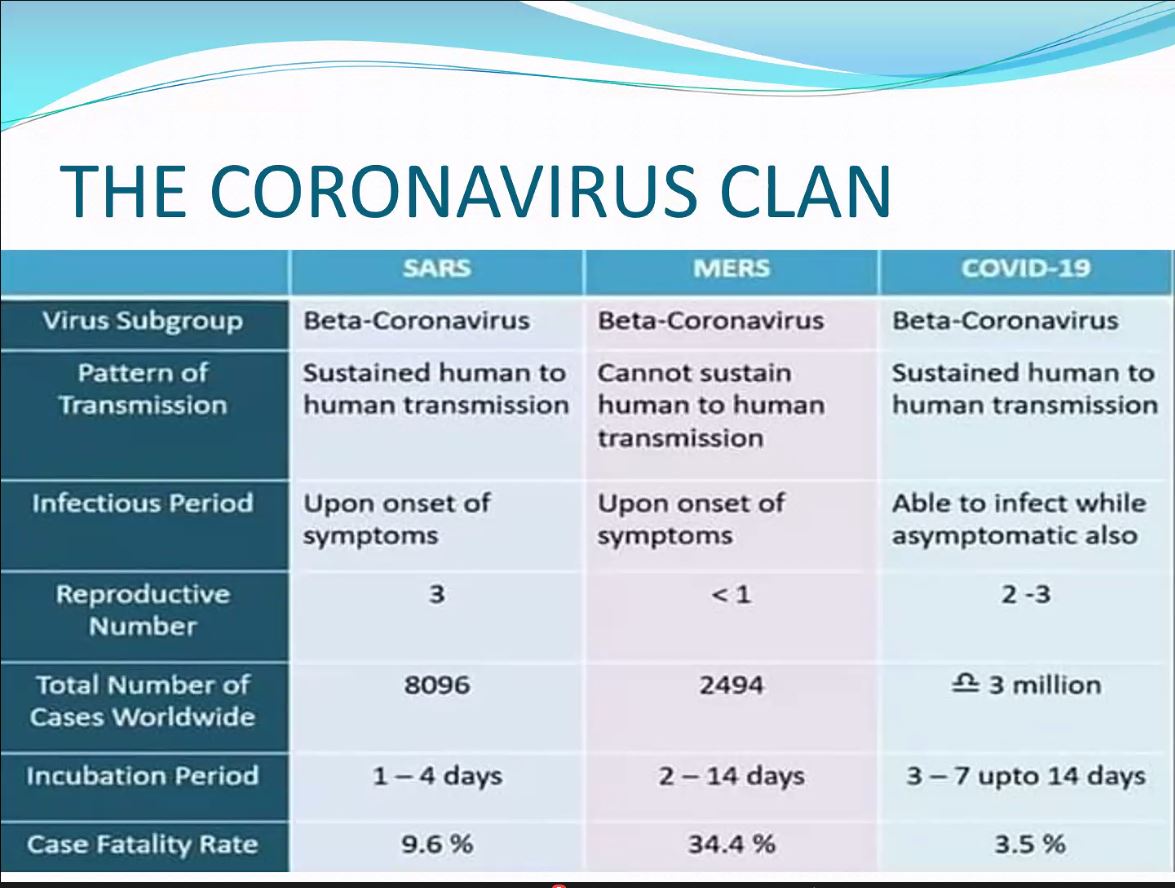 THE CORONAVIRUS CLAN
SARS MERS COVID-19
Virus Subgroup Beta-Coronavirus Beta-Coronavirus Beta-Coronavirus
Pattern of Sustained human to Cannot sustain Sustained human to
Transmission human transmission human to human human transmission
transmission
Infectious Period Upon onset of Upon onset of Able to infect while
symptoms symptoms asymptomatic also
Reproductive 3 < 1 2 -3
Number
Total Number of 8096 2494 ♎ 3 million
Cases Worldwide
Incubation Period 1 – 4 days 2 – 14 days 3 – 7 upto 14 days
Case Fatality Rate 9.6 % 34.4 % 3.5 %